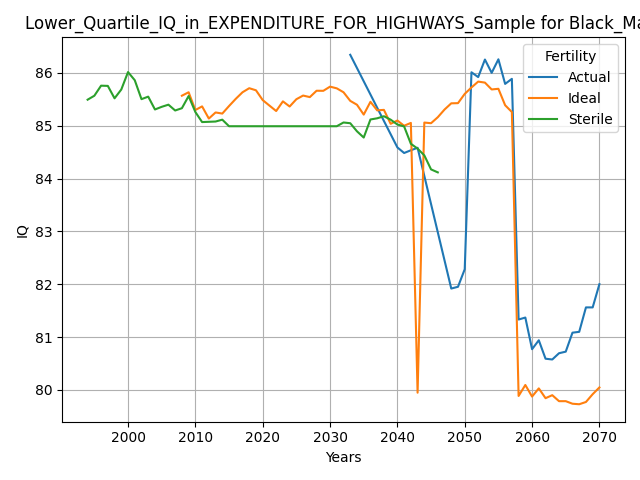 Lower_Quartile_IQ_in_EXPENDITURE_FOR_HIGHWAYS_Sample for Black_Ma
Fertility
Actual
Ideal
Sterile
86
85
84
83
82
81
80
IQ
2000 2010 2020 2030 2040 2050 2060 2070
Years